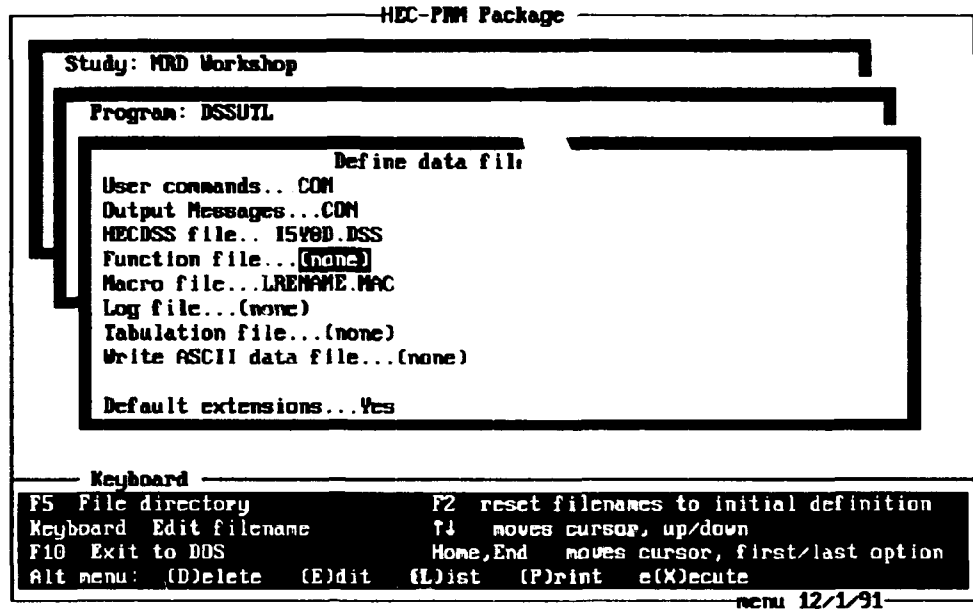 HEC-PRM Package
Study: MRD Workshop
Program: DSSUTL
Define data
User commands.. CON
Output Messages...CON
HECDSS file.. I5Y8D.DSS
Function file...(none)
Macro file...LRENAME.MAC
Log file...(none)
Tabulation file...(none)
Write ASCII data file...(none)
Default extensions...Yes
Keyboard
F5 File directory F2 reset filenames to initial definition
Keyboard Edit filename ↑↓ moves cursor, up/down
F10 Exit to DOS Home,End moves cursor, first/last option
Alt menu: (D)elete (E)dit (L)ist (P)rint e(X)ecute
menu 12/1/91